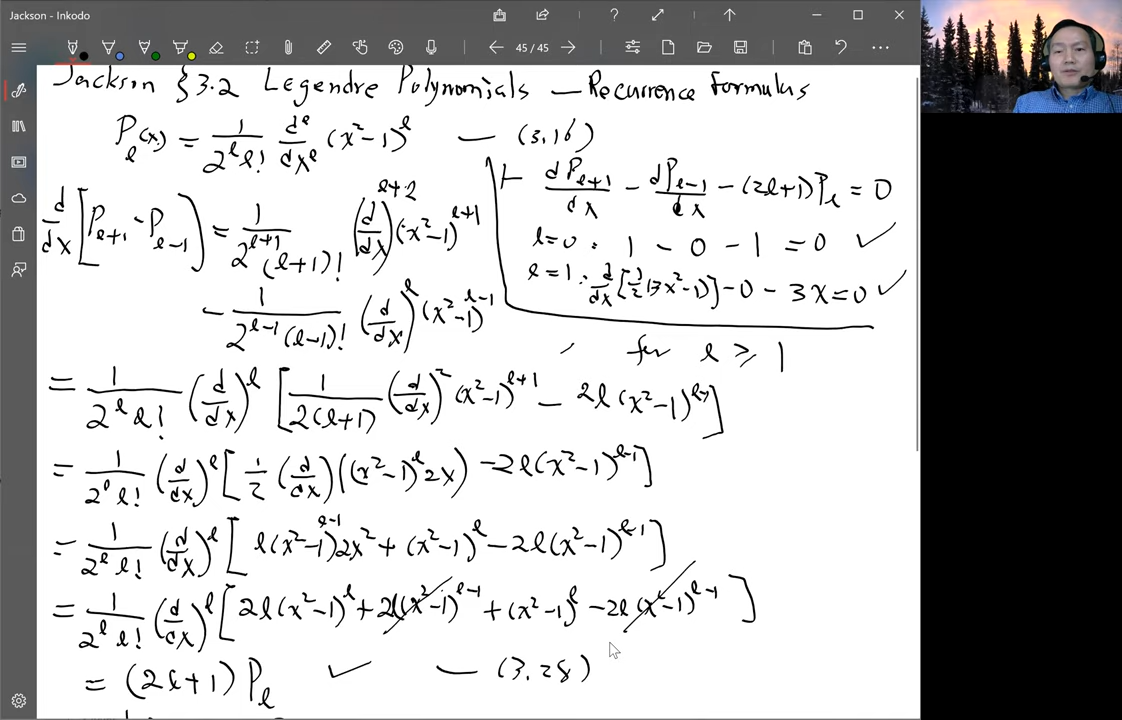 Jackson - Inkodo
45 / 45
Jackson § 3.2 Legendre Polynomials — Recurrence Formulas
P_l(x) = 1/(2^l l!) d^l/dx^l (x²-1)^l — (3.16)
dP_{l+1}/dx - dP_{l-1}/dx - (2l+1)P_l = 0
l=0 : 1 - 0 - 1 = 0 ✓
l=1 : d/dx [1/2(3x²-1)] - 0 - 3x = 0 ✓
d/dx [P_{l+1} - P_{l-1}] = 1/(2^{l+1} (l+1)!) (d/dx)^{l+2} (x²-1)^{l+1}
- 1/(2^{l-1} (l-1)!) (d/dx)^l (x²-1)^{l-1}
for l ≥ 1
= 1/(2^l l!) (d/dx)^l [1/(2(l+1)) (d/dx)² (x²-1)^{l+1} - 2l(x²-1)^{l-1}]
= 1/(2^l l!) (d/dx)^l [1/2 (d/dx)((x²-1)^l 2x) - 2l(x²-1)^{l-1}]
= 1/(2^l l!) (d/dx)^l [l(x²-1)^{l-1} 2x² + (x²-1)^l - 2l(x²-1)^{l-1}]
= 1/(2^l l!) (d/dx)^l [2l(x²-1)^l + 2l(x²-1)^{l-1} + (x²-1)^l - 2l(x²-1)^{l-1}]
= (2l+1) P_l ✓ — (3.28)